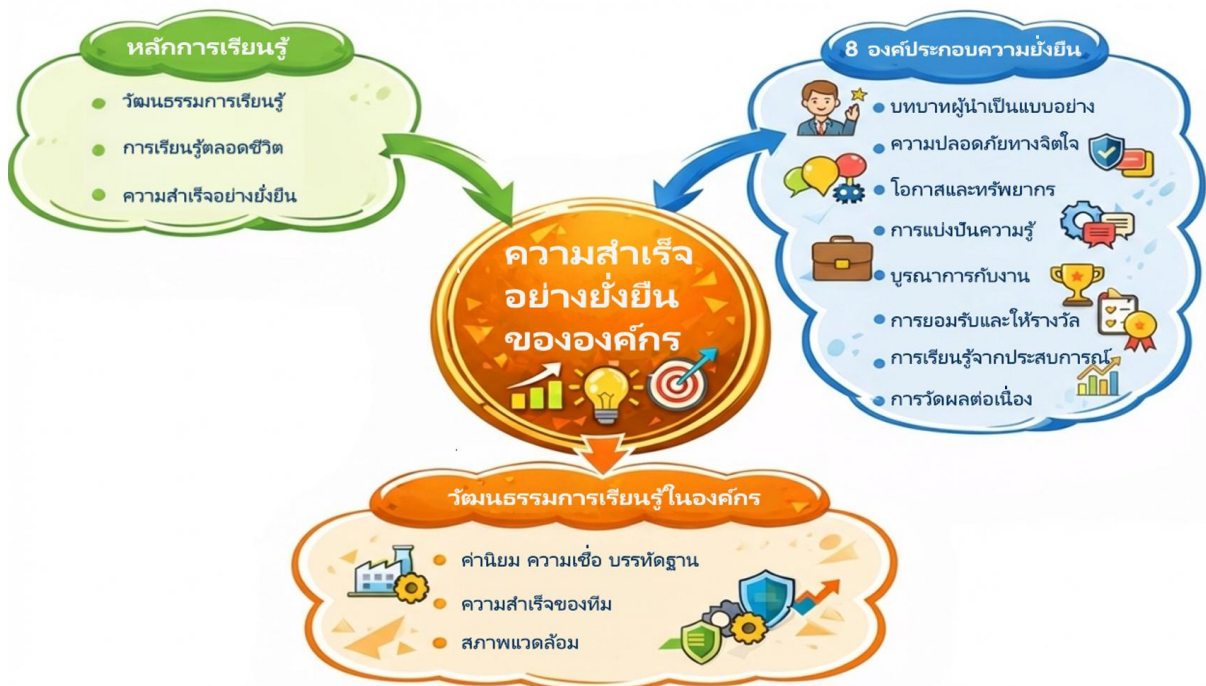 หลักการเรียนรู้
วัฒนธรรมการเรียนรู้
การเรียนรู้ตลอดชีวิต
ความสำเร็จอย่างยั่งยืน
8 องค์ประกอบความยั่งยืน
บทบาทผู้นำเป็นแบบอย่าง
ความปลอดภัยทางจิตใจ
โอกาสและทรัพยากร
การแบ่งปันความรู้
บูรณาการกับงาน
การยอมรับและให้รางวัล
การเรียนรู้จากประสบการณ์
การวัดผลต่อเนื่อง
ความสำเร็จ
อย่างยั่งยืน
ขององค์กร
วัฒนธรรมการเรียนรู้ในองค์กร
ค่านิยม ความเชื่อ บรรทัดฐาน
ความสำเร็จของทีม
สภาพแวดล้อม